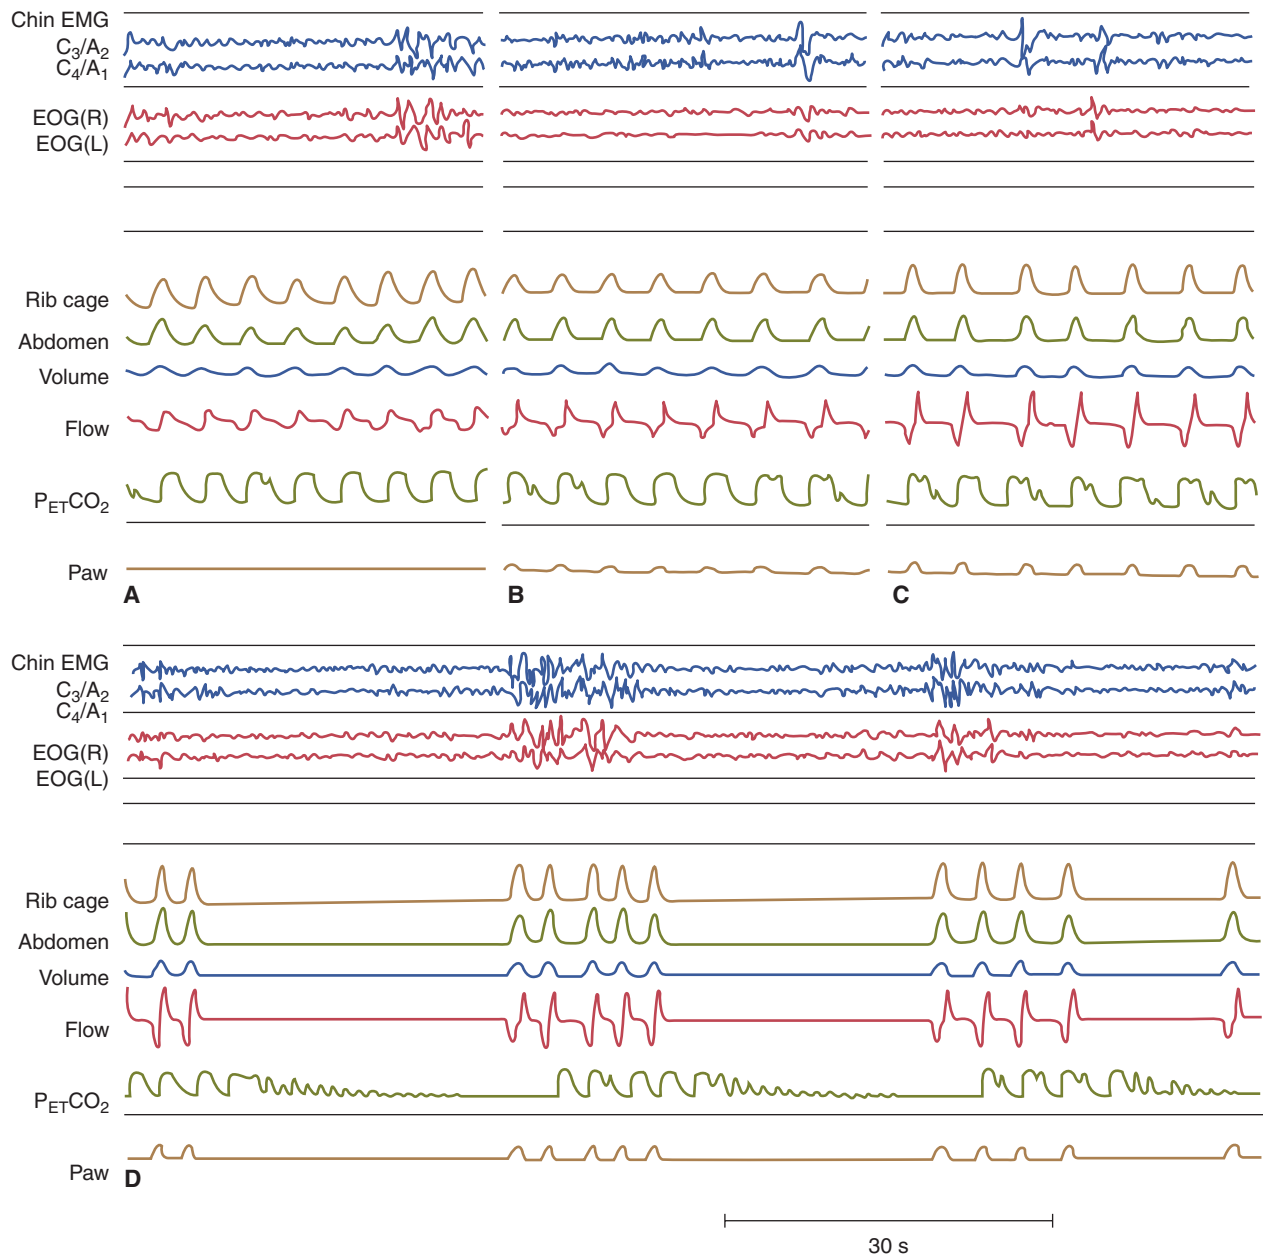 Chin EMG
C3/A2
C4/A1
EOG(R)
EOG(L)
Rib cage
Abdomen
Volume
Flow
PETCO2
Paw
A
B
C
Chin EMG
C3/A2
C4/A1
EOG(R)
EOG(L)
Rib cage
Abdomen
Volume
Flow
PETCO2
Paw
D
30 s